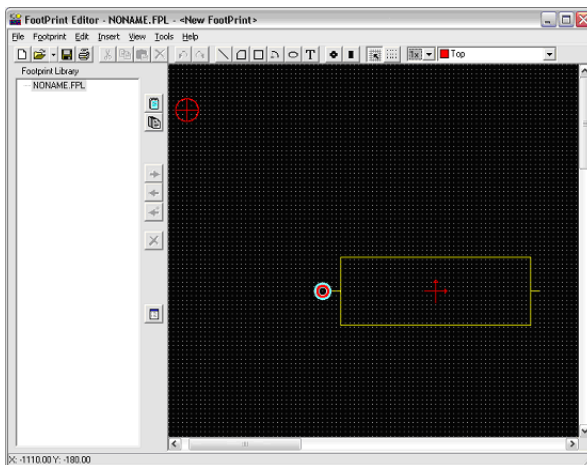 FootPrint Editor - NONAME.FPL - <New FootPrint>
File Footprint Edit Insert View Tools Help
T 1x Top
Footprint Library
NONAME.FPL
X: -1110.00 Y: -180.00